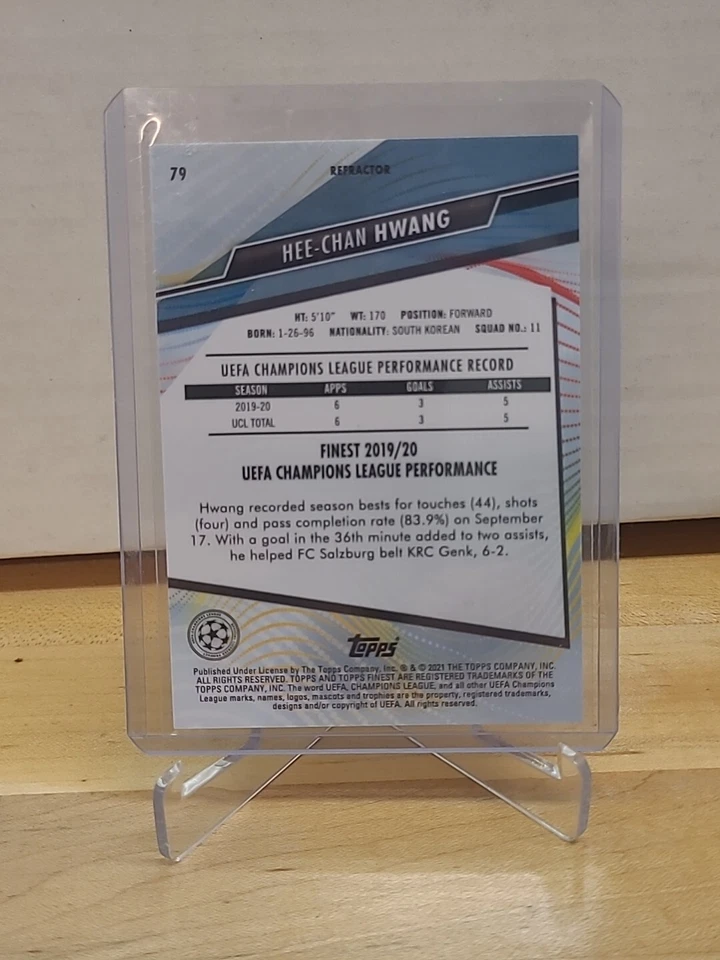 79
REFRACTOR
HEE-CHAN HWANG
HT: 5'10" WT: 170 POSITION: FORWARD
BORN: 1-26-96 NATIONALITY: SOUTH KOREAN SQUAD NO.: 11
UEFA CHAMPIONS LEAGUE PERFORMANCE RECORD
SEASON APPS GOALS ASSISTS
2019-20 6 3 5
UCL TOTAL 6 3 5
FINEST 2019/20
UEFA CHAMPIONS LEAGUE PERFORMANCE
Hwang recorded season bests for touches (44), shots
(four) and pass completion rate (83.9%) on September
17. With a goal in the 36th minute added to two assists,
he helped FC Salzburg belt KRC Genk, 6-2.
topps
Published Under License by The Topps Company, Inc. ® & © 2021 THE TOPPS COMPANY, INC.
ALL RIGHTS RESERVED. TOPPS AND TOPPS FINEST ARE REGISTERED TRADEMARKS OF THE
TOPPS COMPANY, INC. The word UEFA, CHAMPIONS LEAGUE, and all other UEFA Champions
League marks, names, logos, mascots and trophies are the property, registered trademarks,
designs and/or copyright of UEFA. All rights reserved.